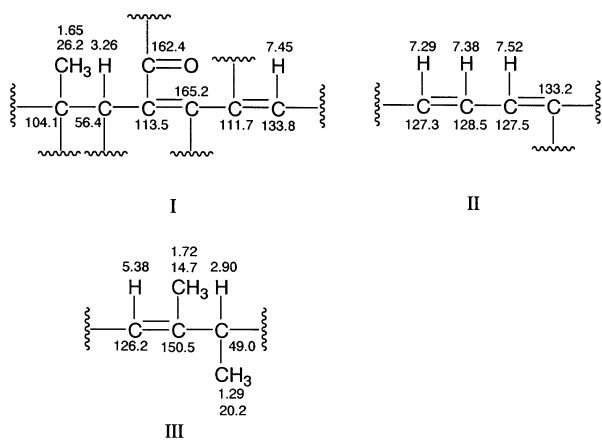 1.65
26.2 3.26 162.4 7.45
CH3 H C O H
165.2
C C C C C C
104.1 56.4 113.5 111.7 133.8
I
7.29 7.38 7.52
H H H
133.2
C C C C
127.3 128.5 127.5
II
1.72
5.38 14.7 2.90
H CH3 H
C C C
126.2 150.5 49.0
CH3
1.29
20.2
III